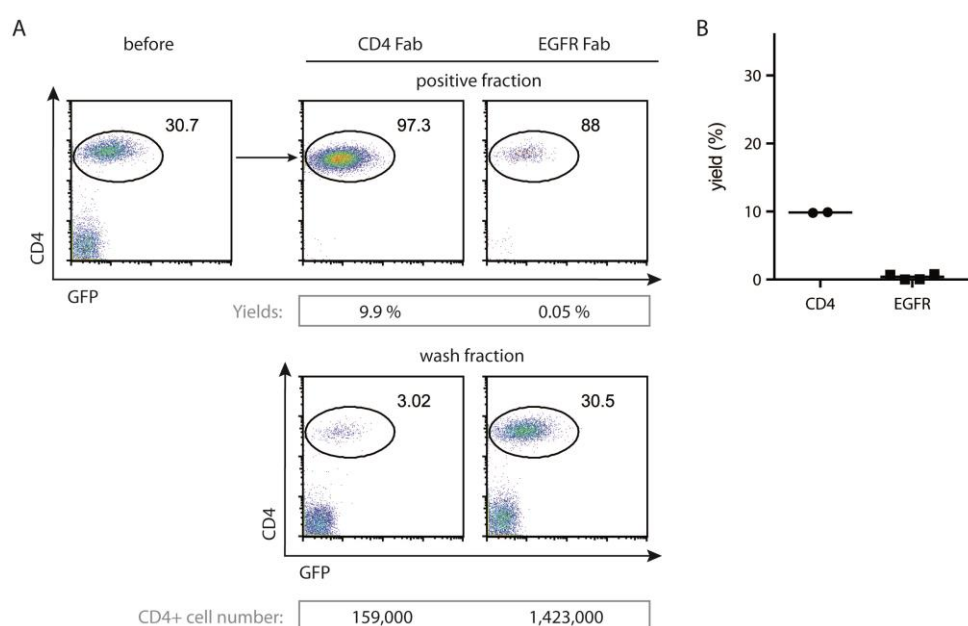 A
before
CD4 Fab
EGFR Fab
positive fraction
30.7
97.3
88
CD4
GFP
Yields:
9.9 %
0.05 %
wash fraction
3.02
30.5
CD4
GFP
CD4+ cell number:
159,000
1,423,000
B
yield (%)
30
20
10
0
CD4
EGFR